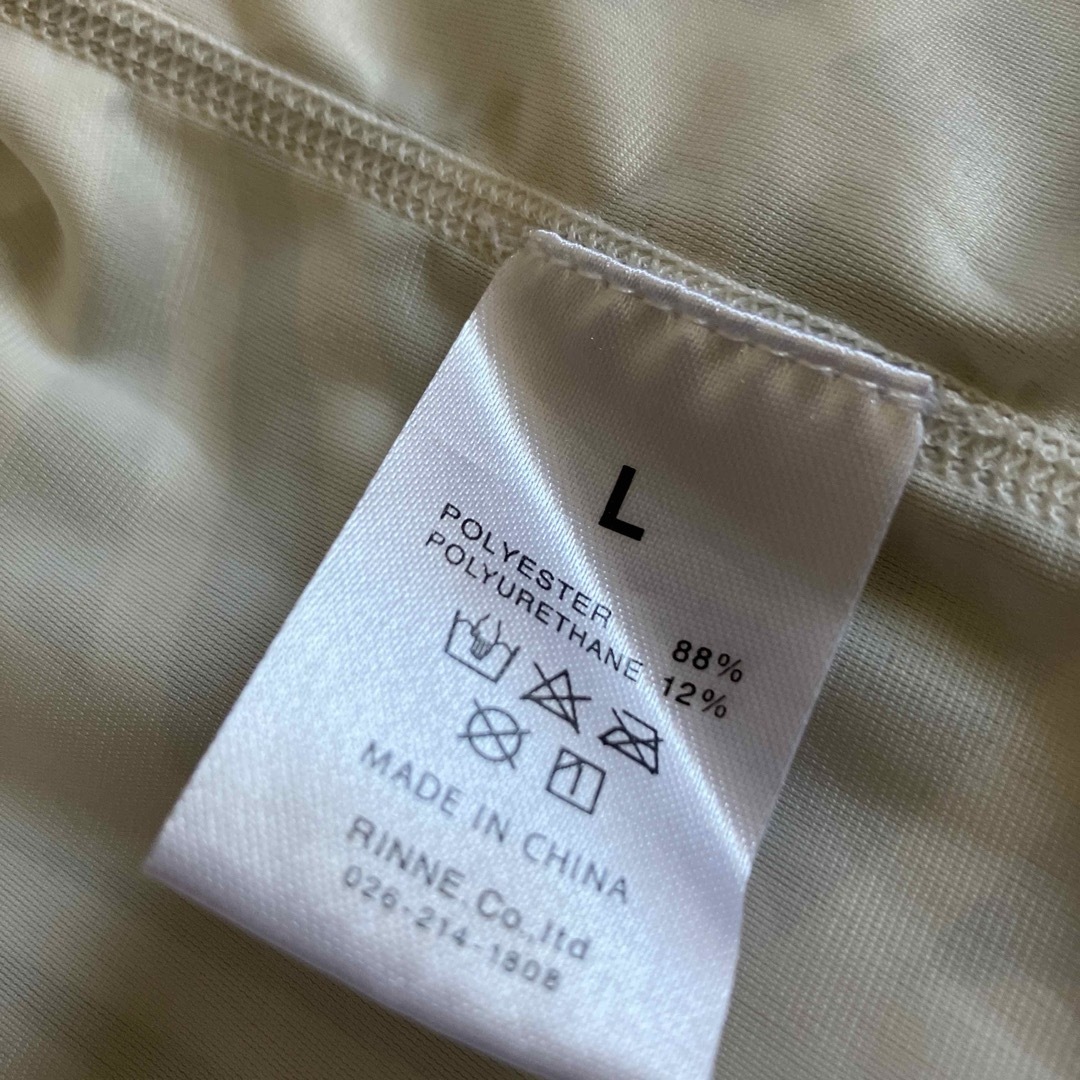 L
POLYESTER 88%
POLYURETHANE 12%
MADE IN CHINA
RINNE.Co.,ltd
026-214-1808